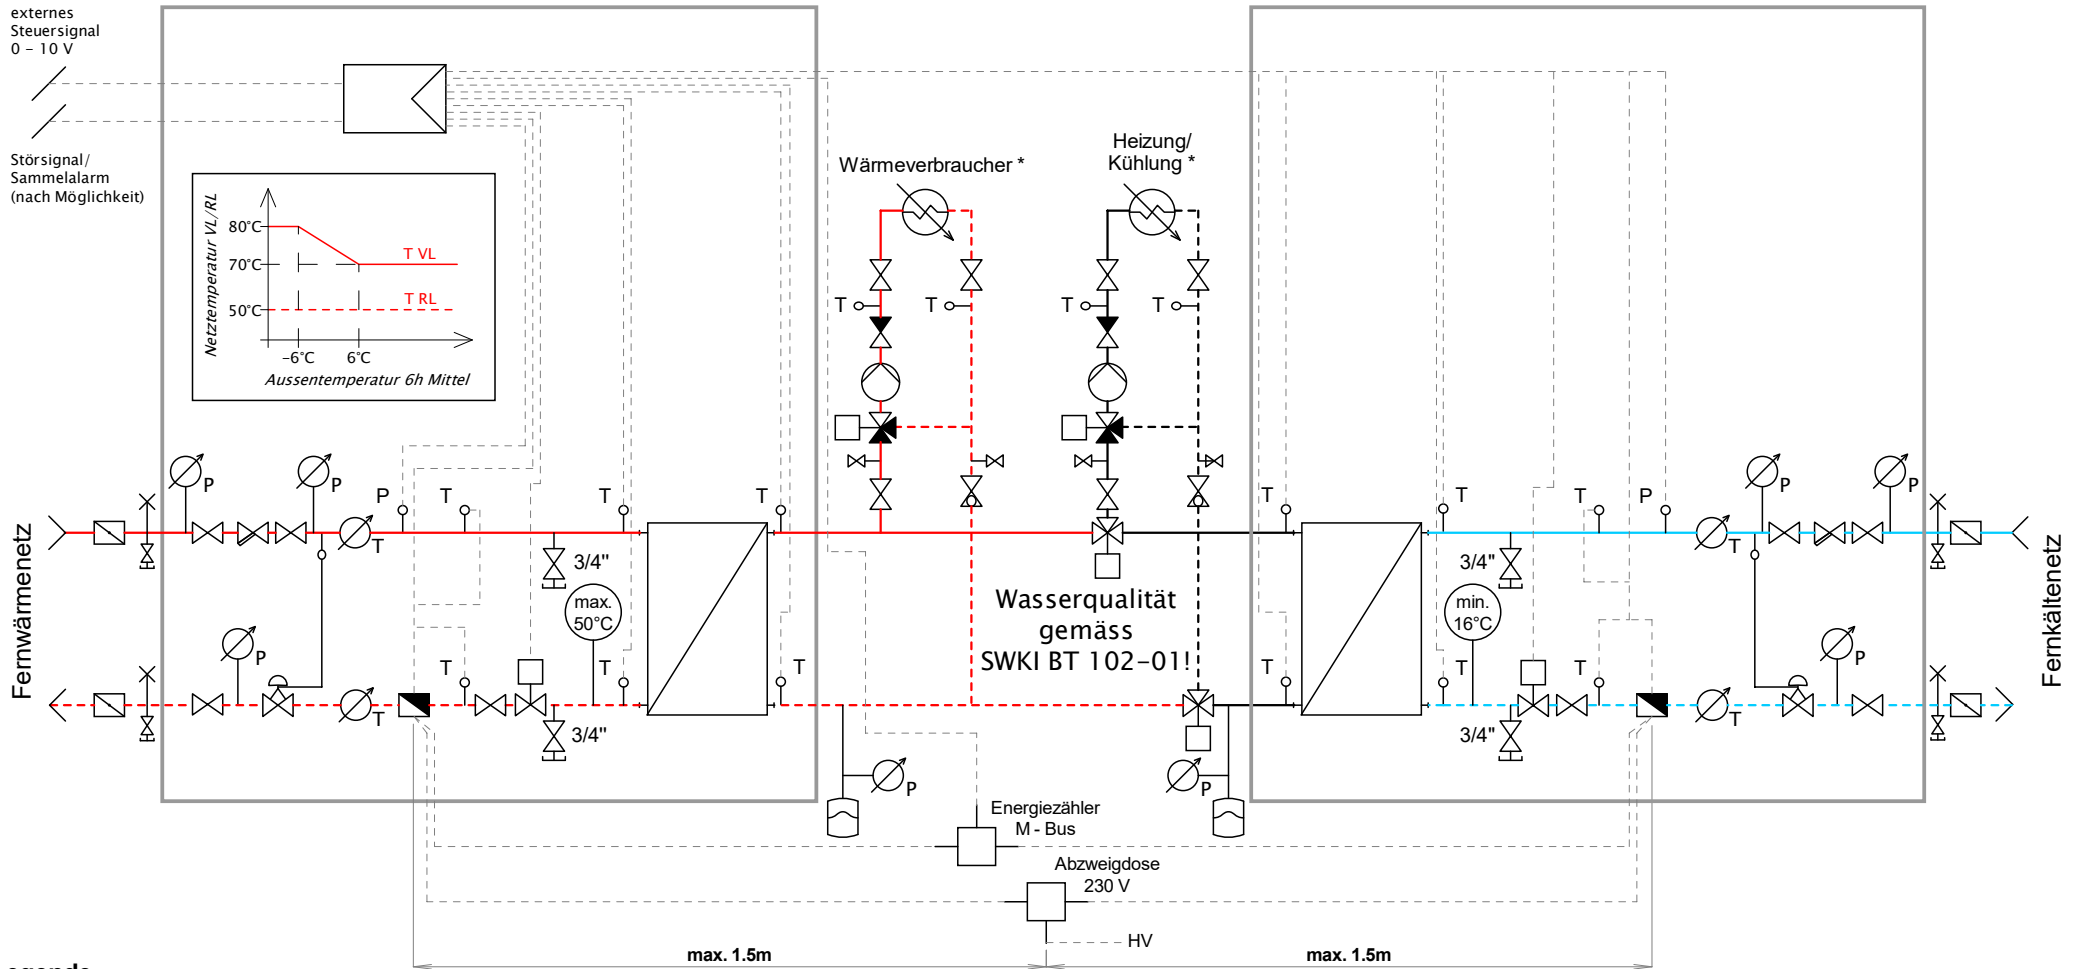 externes
Steuersignal
0 - 10 V
Störsignal/
Sammelalarm
(nach Möglichkeit)
Netztemperatur VL/RL
80°C
70°C
50°C
T VL
T RL
-6°C
6°C
Aussentemperatur 6h Mittel
Wärmeverbraucher *
Heizung/
Kühlung *
T
T
T
T
P
P
P
T
T
T
T
T
T
P
P
P
T
3/4"
3/4"
Fernwärmenetz
Fernkältenetz
max.
50°C
min.
16°C
P
T
T
T
T
T
3/4"
3/4"
T
T
T
P
P
P
Wasserqualität
gemäss
SWKI BT 102-01!
Energiezähler
M - Bus
Abzweigdose
230 V
HV
max. 1.5m
max. 1.5m